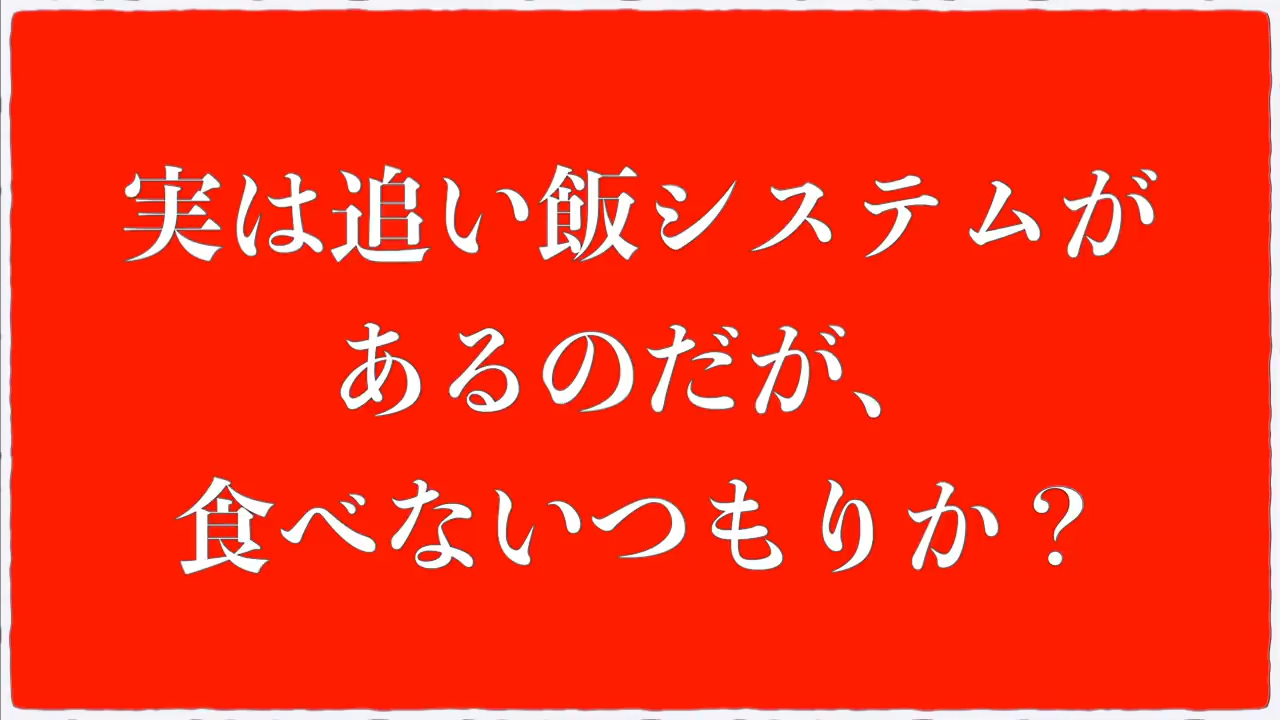 実は追い飯システムが
あるのだが、
食べないつもりか？